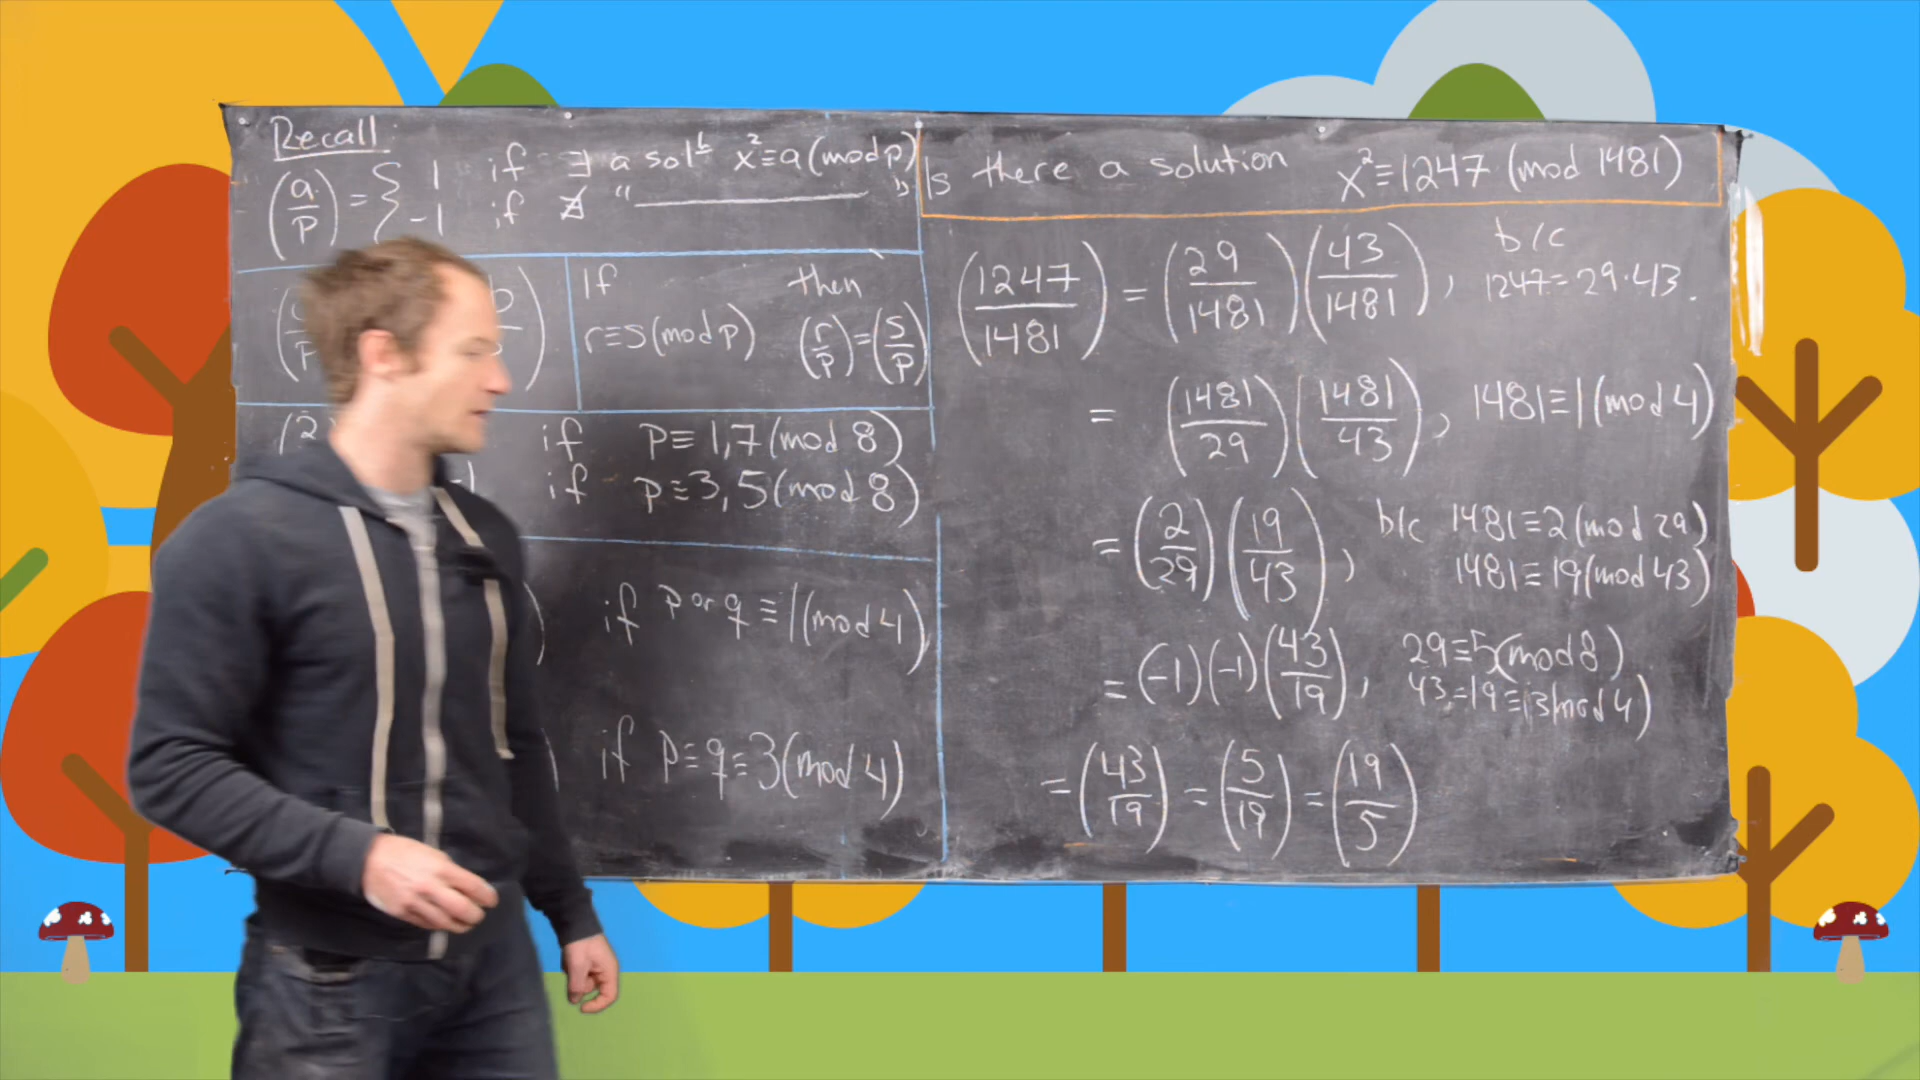 Recall:
(a/p) = { 1 if ∃ a solⁿ x² ≡ a (mod p)
-1 if ∄ " ———— "
If then
r ≡ s (mod p) (r/p) = (s/p)
if p ≡ 1, 7 (mod 8)
-1 if p ≡ 3, 5 (mod 8)
if p or q ≡ 1 (mod 4)
if p ≡ q ≡ 3 (mod 4)
Is there a solution x² ≡ 1247 (mod 1481)
(1247/1481) = (29/1481)(43/1481), b/c
1247 = 29·43.
= (1481/29)(1481/43), 1481 ≡ 1 (mod 4)
= (2/29)(19/43), b/c 1481 ≡ 2 (mod 29)
1481 ≡ 19 (mod 43)
= (-1)(-1)(43/19), 29 ≡ 5 (mod 8)
43 ≡ 19 ≡ 3 (mod 4)
= (43/19) = (5/19) = (19/5)